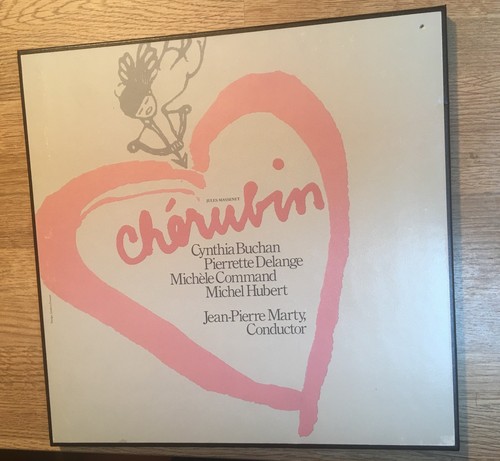 JULES MASSENET
chérubin
Cynthia Buchan
Pierrette Delange
Michèle Command
Michel Hubert
Jean-Pierre Marty,
Conductor